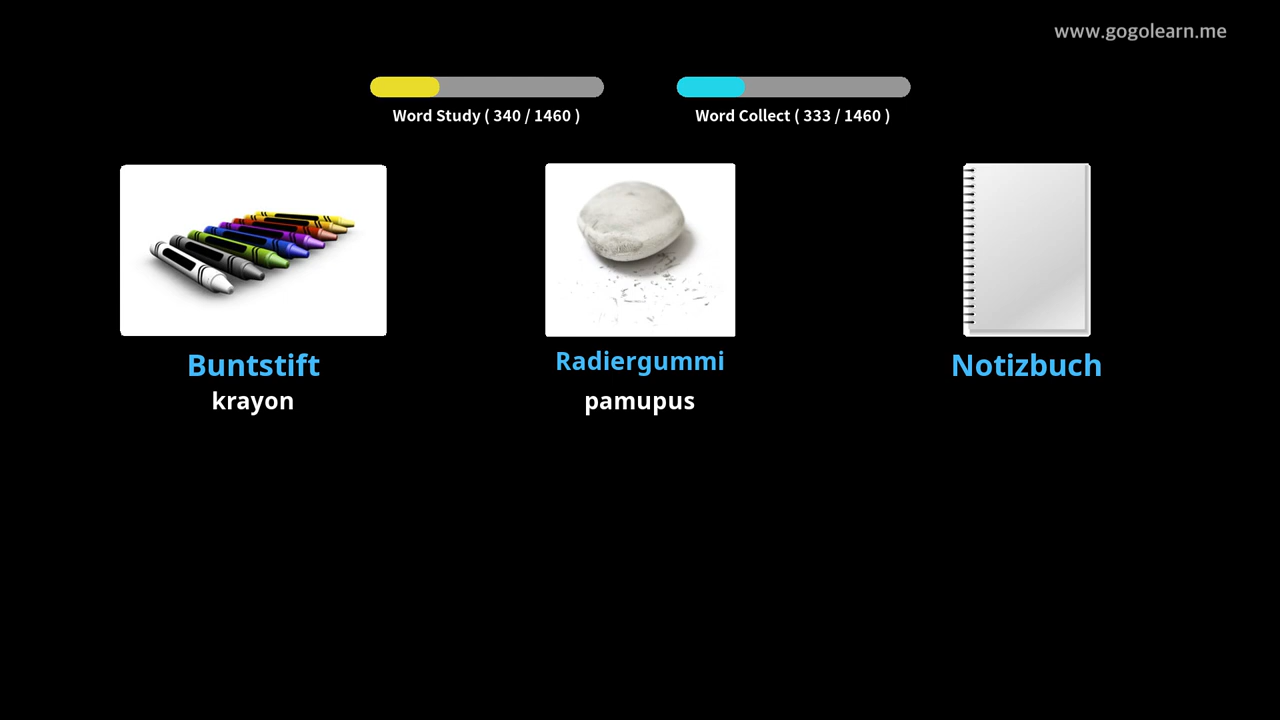 www.gogolearn.me
Word Study ( 340 / 1460 )
Word Collect ( 333 / 1460 )
Buntstift
krayon
Radiergummi
pamupus
Notizbuch